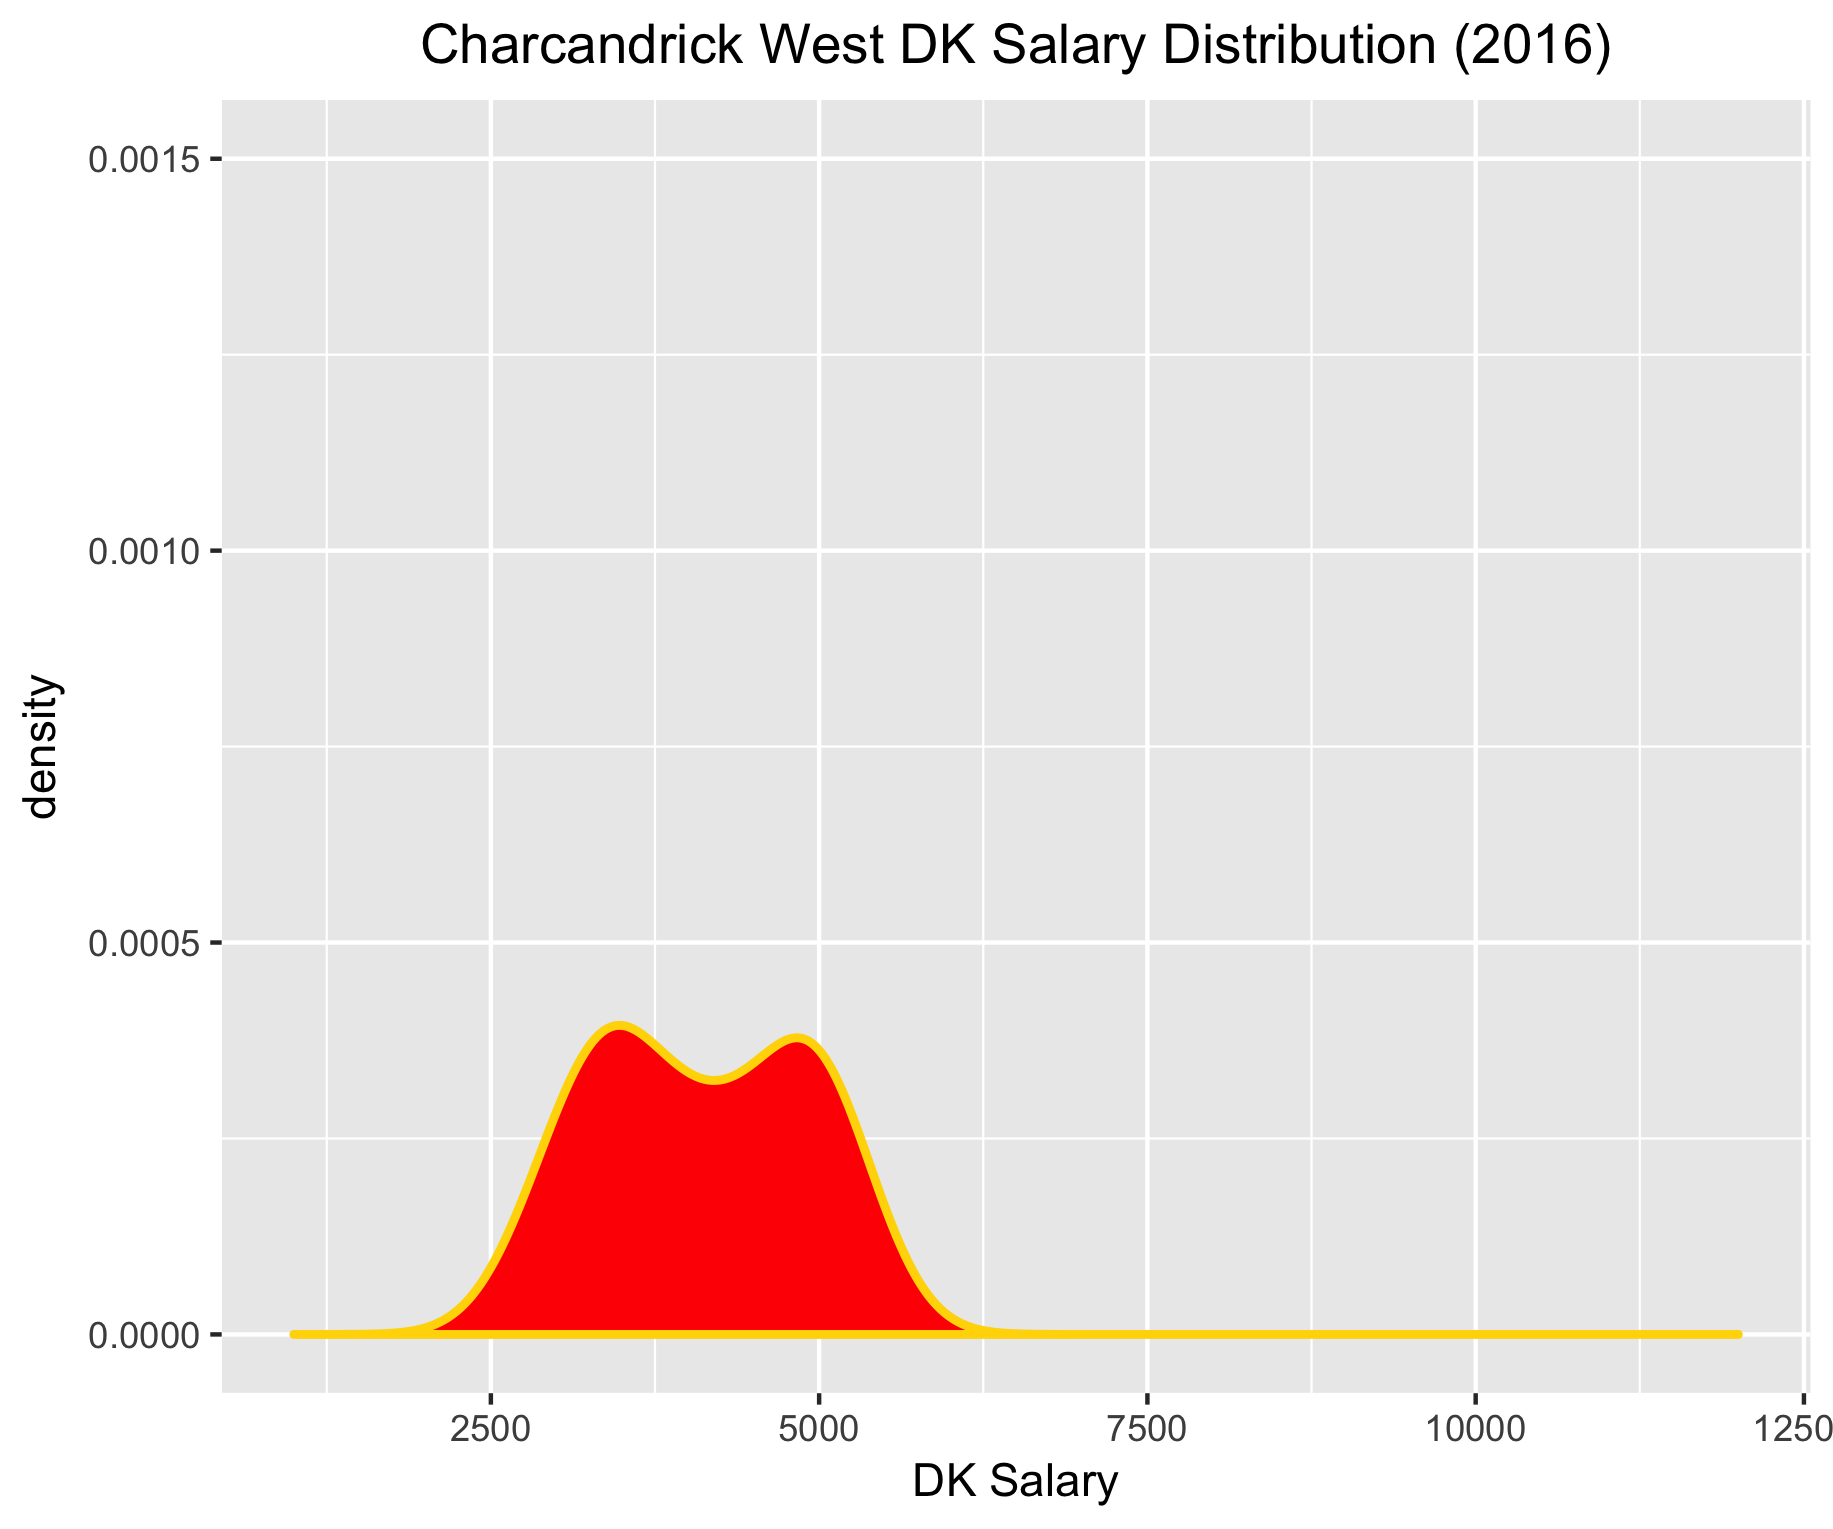 Charcandrick West DK Salary Distribution (2016)
0.0015
0.0010
0.0005
0.0000
density
2500 5000 7500 10000 1250
DK Salary